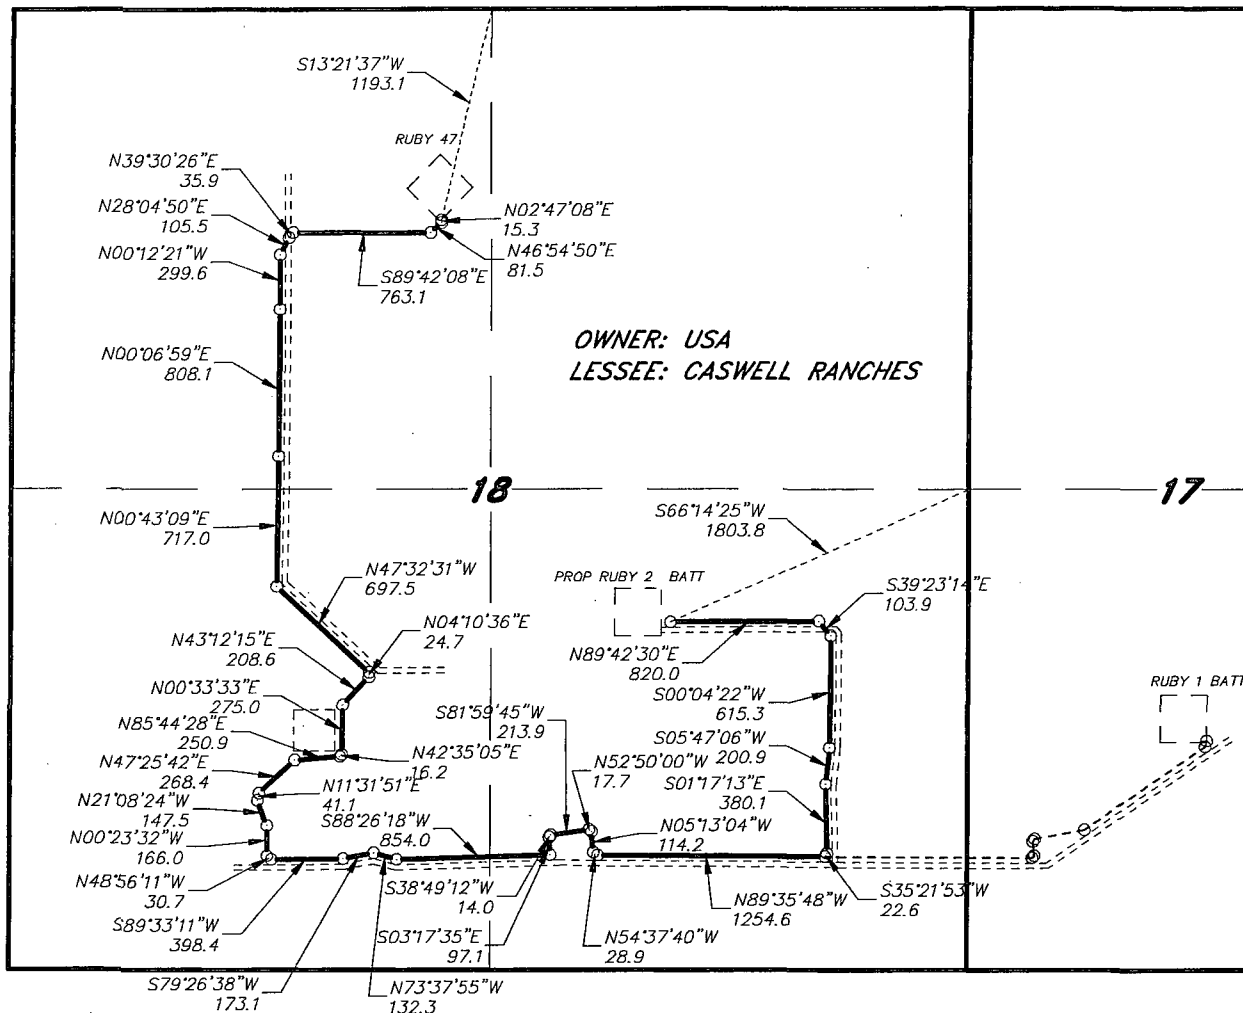 S13°21'37"W
1193.1
RUBY 47
N39°30'26"E
35.9
N28°04'50"E
105.5
N02°47'08"E
15.3
N00°12'21"W
299.6
N46°54'50"E
81.5
S89°42'08"E
763.1
OWNER: USA
LESSEE: CASWELL RANCHES
N00°06'59"E
808.1
18
17
S66°14'25"W
1803.8
N00°43'09"E
717.0
N47°32'31"W
697.5
PROP RUBY 2 BATT
S39°23'14"E
103.9
N04°10'36"E
24.7
N43°12'15"E
208.6
N89°42'30"E
820.0
N00°33'33"E
275.0
RUBY 1 BATT
S00°04'22"W
615.3
S81°59'45"W
213.9
N85°44'28"E
250.9
S05°47'06"W
200.9
N42°35'05"E
16.2
N52°50'00"W
17.7
N47°25'42"E
268.4
S01°17'13"E
380.1
N11°31'51"E
41.1
N21°08'24"W
147.5
S88°26'18"W
854.0
N05°13'04"W
114.2
N00°23'32"W
166.0
N48°56'11"W
30.7
S38°49'12"W
14.0
N89°35'48"W
1254.6
S35°21'53"W
22.6
S89°33'11"W
398.4
S03°17'35"E
97.1
N54°37'40"W
28.9
S79°26'38"W
173.1
N73°37'55"W
132.3